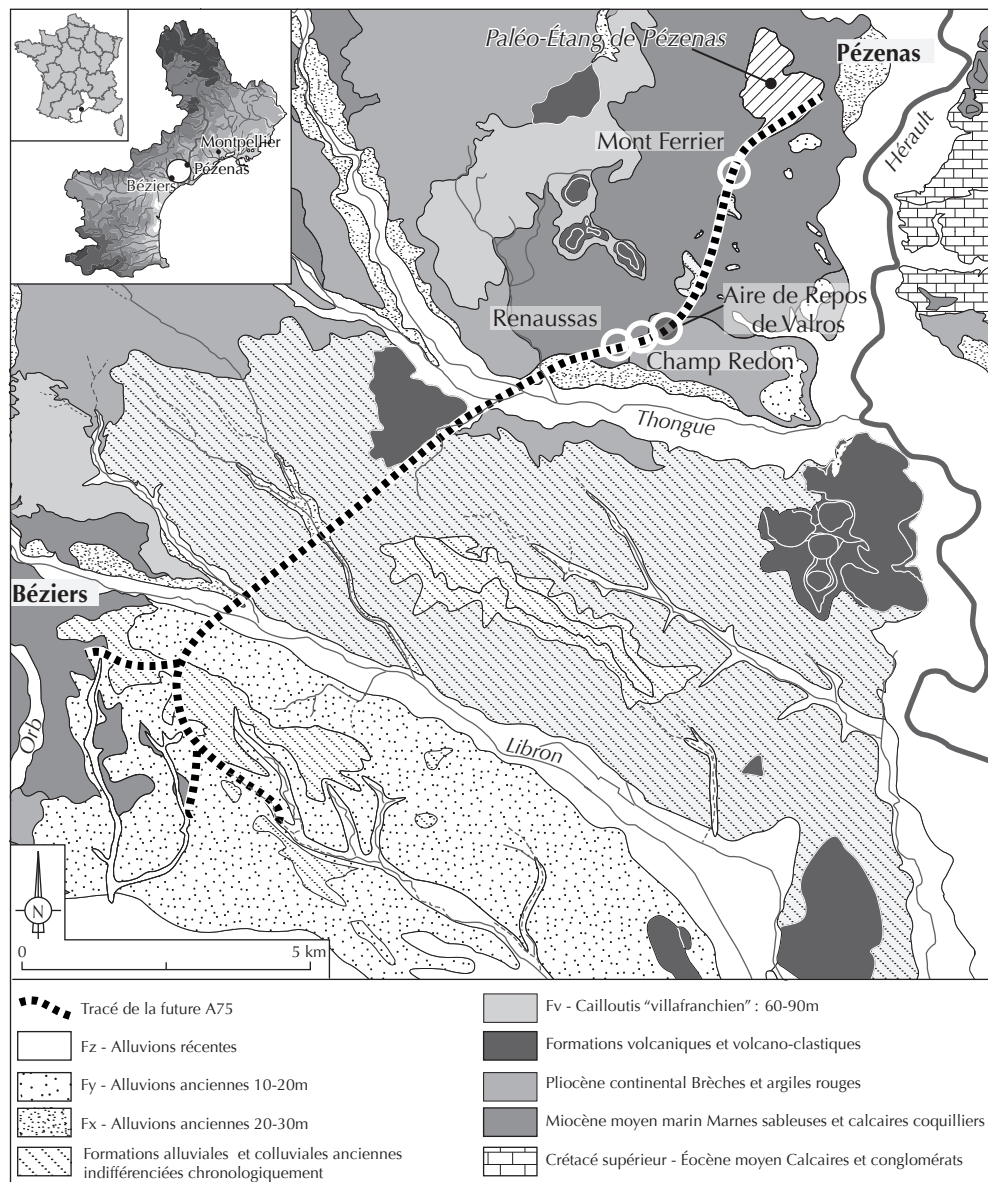 Paléo-Étang de Pézenas
Pézenas
Montpellier
Pézenas
Béziers
Mont Ferrier
Hérault
Renaussas
Aire de Repos
de Valros
Champ Redon
Thongue
Béziers
Orb
Libron
N
0 5 km
Tracé de la future A75
Fz - Alluvions récentes
Fy - Alluvions anciennes 10-20m
Fx - Alluvions anciennes 20-30m
Formations alluviales et colluviales anciennes
indifférenciées chronologiquement
Fv - Cailloutis "villafranchien" : 60-90m
Formations volcaniques et volcano-clastiques
Pliocène continental Brèches et argiles rouges
Miocène moyen marin Marnes sableuses et calcaires coquilliers
Crétacé supérieur - Éocène moyen Calcaires et conglomérats